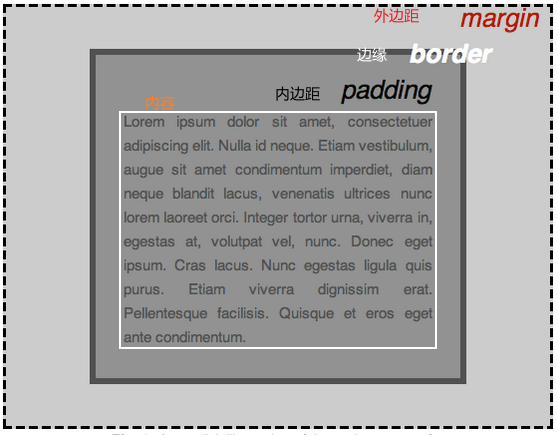 外边距 margin
边缘 border
内边距 padding
内容
Lorem ipsum dolor sit amet, consectetuer
adipiscing elit. Nulla id neque. Etiam vestibulum,
augue sit amet condimentum imperdiet, diam
neque blandit lacus, venenatis ultrices nunc
lorem laoreet orci. Integer tortor urna, viverra in,
egestas at, volutpat vel, nunc. Donec eget
ipsum. Cras lacus. Nunc egestas ligula quis
purus. Etiam viverra dignissim erat.
Pellentesque facilisis. Quisque et eros eget
ante condimentum.